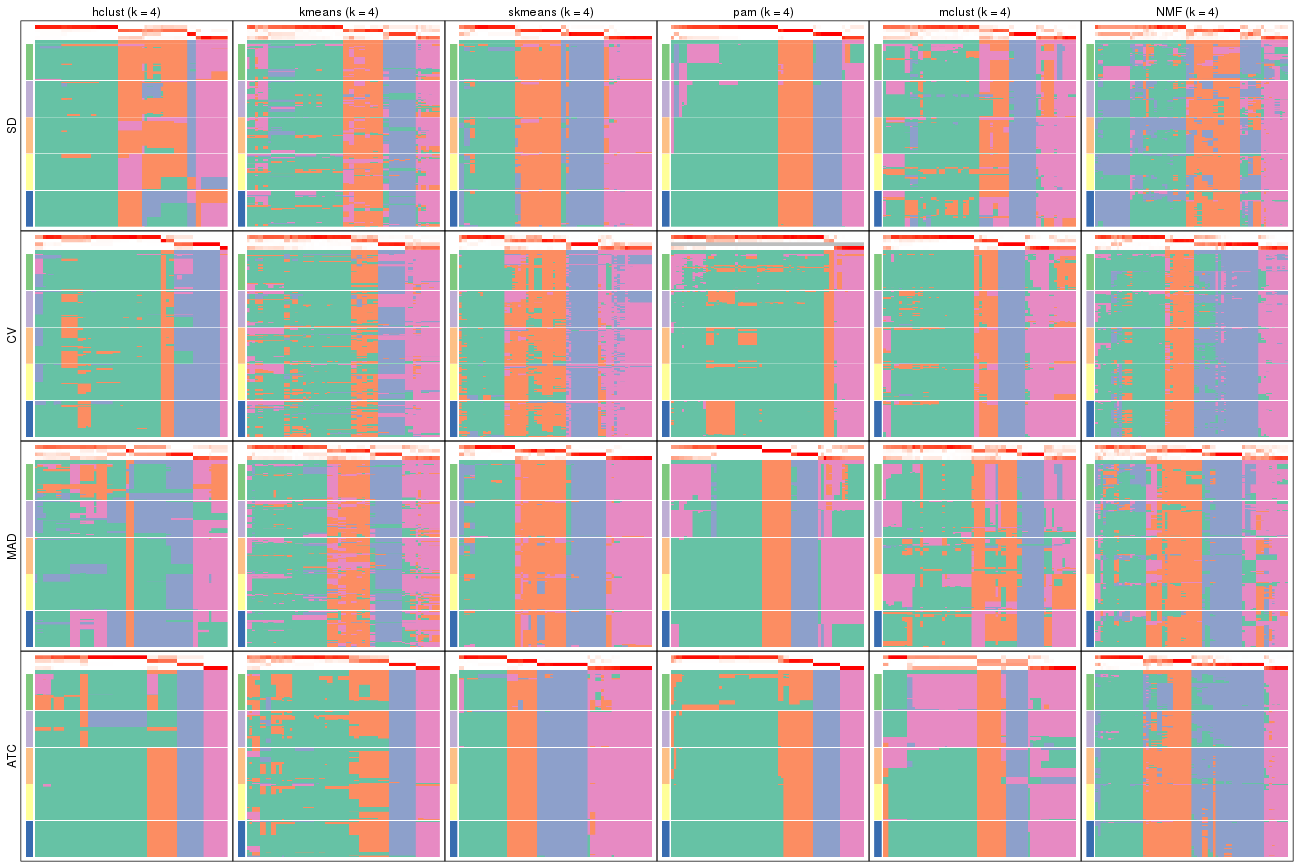 hclust (k = 4) kmeans (k = 4) skmeans (k = 4) pam (k = 4) mclust (k = 4) NMF (k = 4)
SD
CV
MAD
ATC